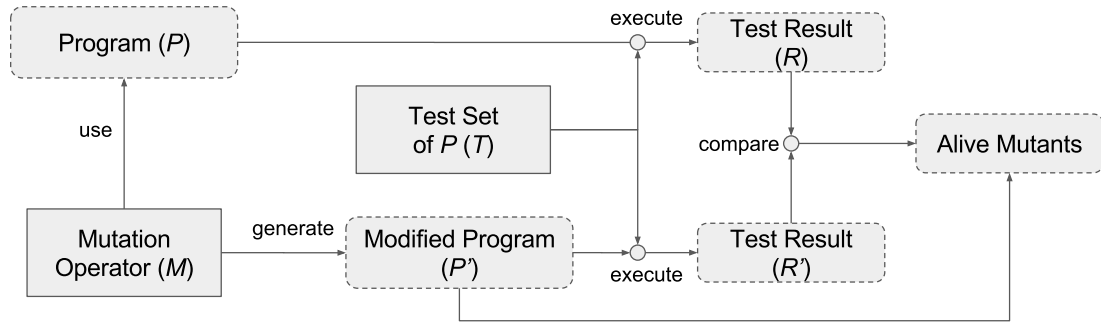 Program (P)
execute
Test Result
(R)
Test Set
of P (T)
use
compare
Alive Mutants
Mutation
Operator (M)
generate
Modified Program
(P’)
execute
Test Result
(R’)